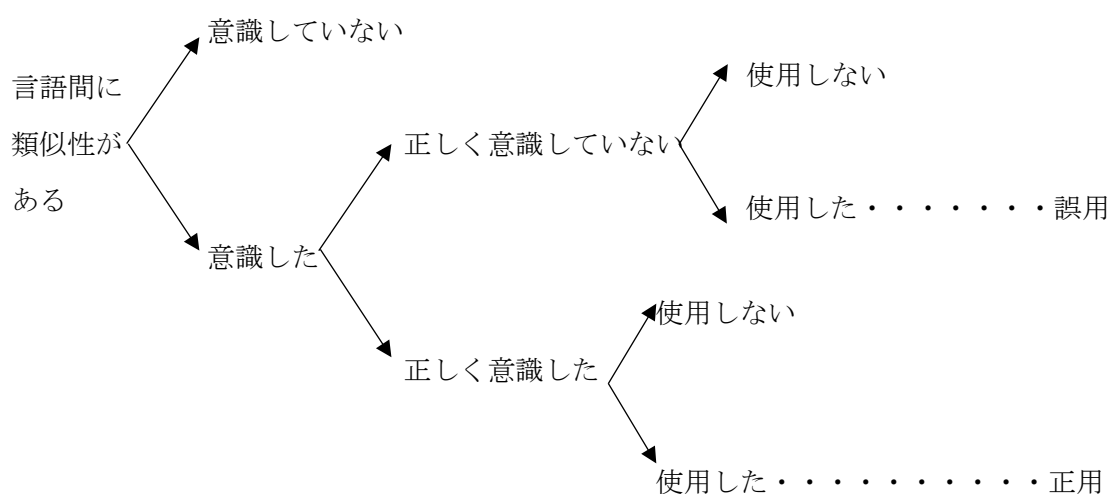 意識していない
言語間に
類似性が
ある
使用しない
正しく意識していない
使用した・・・・・・・誤用
意識した
使用しない
正しく意識した
使用した・・・・・・・・・・正用